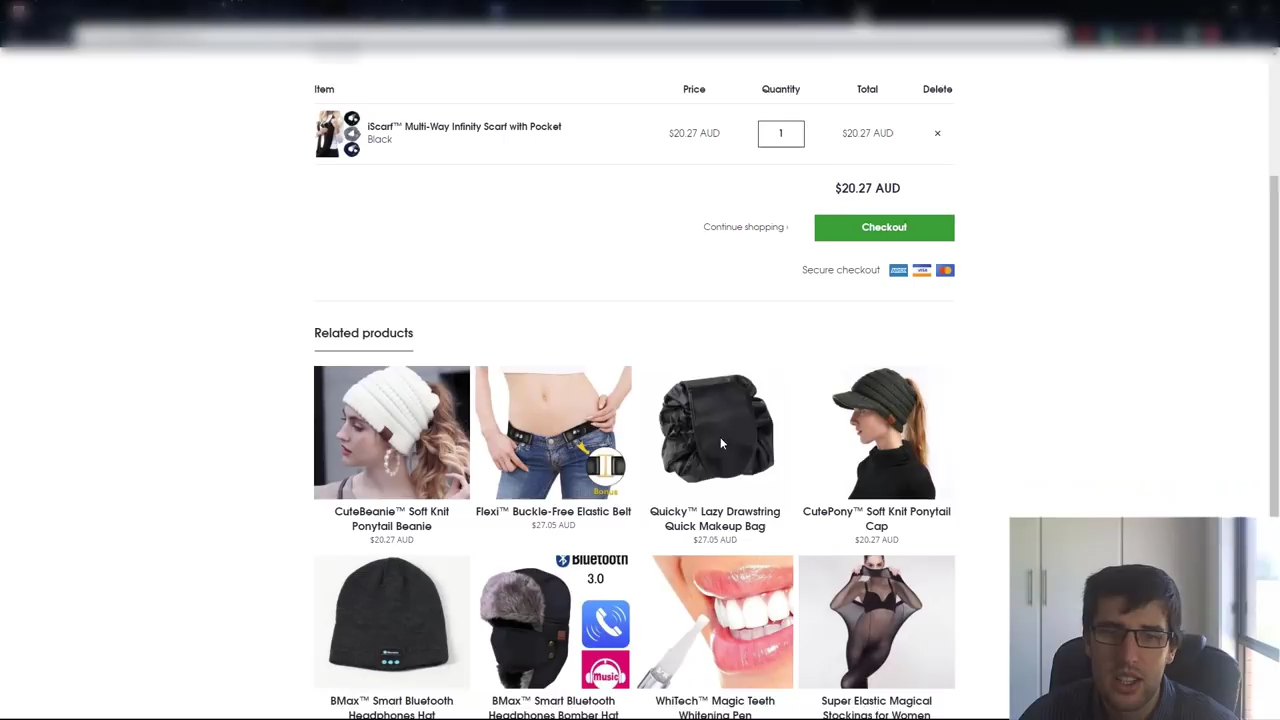 Item Price Quantity Total Delete
iScarf™ Multi-Way Infinity Scarf with Pocket
Black
$20.27 AUD 1 $20.27 AUD ×
$20.27 AUD
Continue shopping ›
Checkout
Secure checkout
VISA
Related products
Bonus
CuteBeanie™ Soft Knit
Ponytail Beanie
$20.27 AUD
Flexi™ Buckle-Free Elastic Belt
$27.05 AUD
Quicky™ Lazy Drawstring
Quick Makeup Bag
$27.05 AUD
CutePony™ Soft Knit Ponytail
Cap
$20.27 AUD
Bluetooth
3.0
Music
BMax™ Smart Bluetooth
Headphones Hat
BMax™ Smart Bluetooth
Headphones Bomber Hat
WhiTech™ Magic Teeth
Whitening Pen
Super Elastic Magical
Stockings for Women